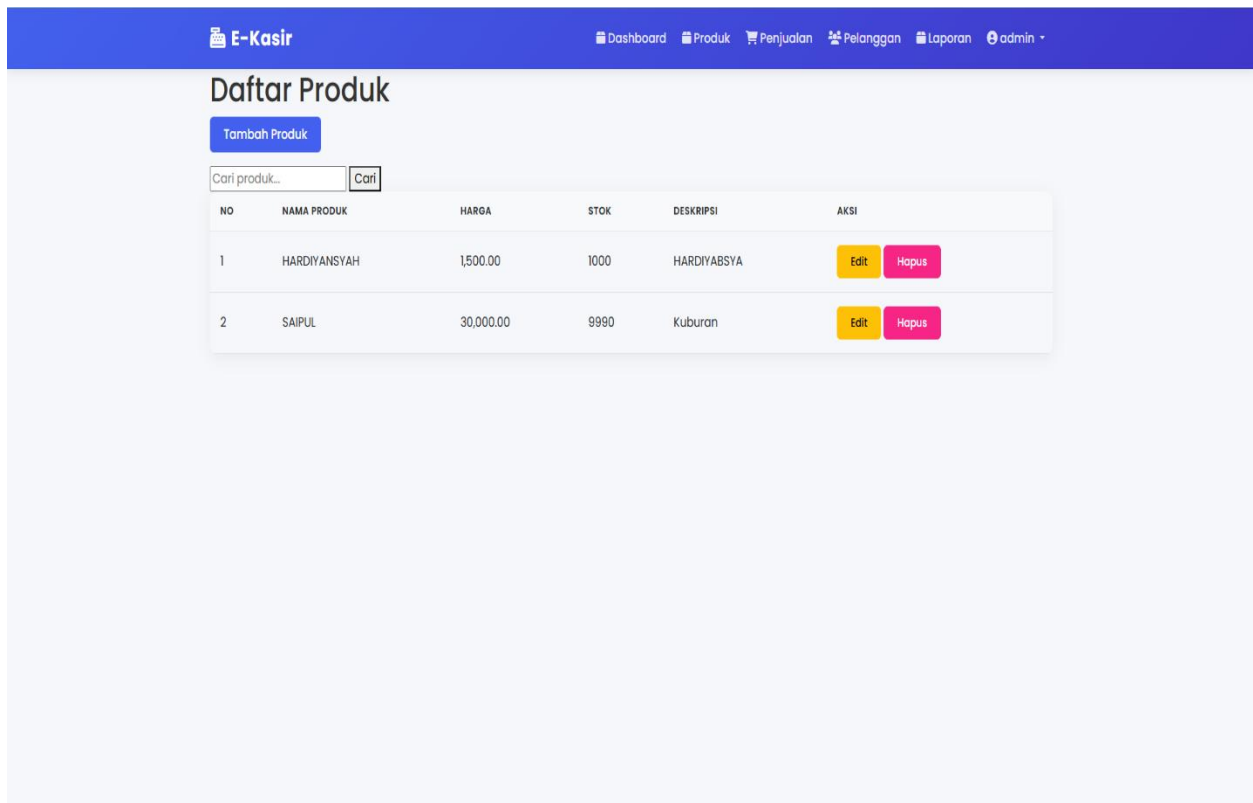 E-Kasir Dashboard Produk Penjualan Pelanggan Laporan admin
Daftar Produk
Tambah Produk
Cari produk... Cari
NO NAMA PRODUK HARGA STOK DESKRIPSI AKSI
1 HARDIYANSYAH 1,500.00 1000 HARDIYABSYA Edit Hapus
2 SAIPUL 30,000.00 9990 Kuburan Edit Hapus